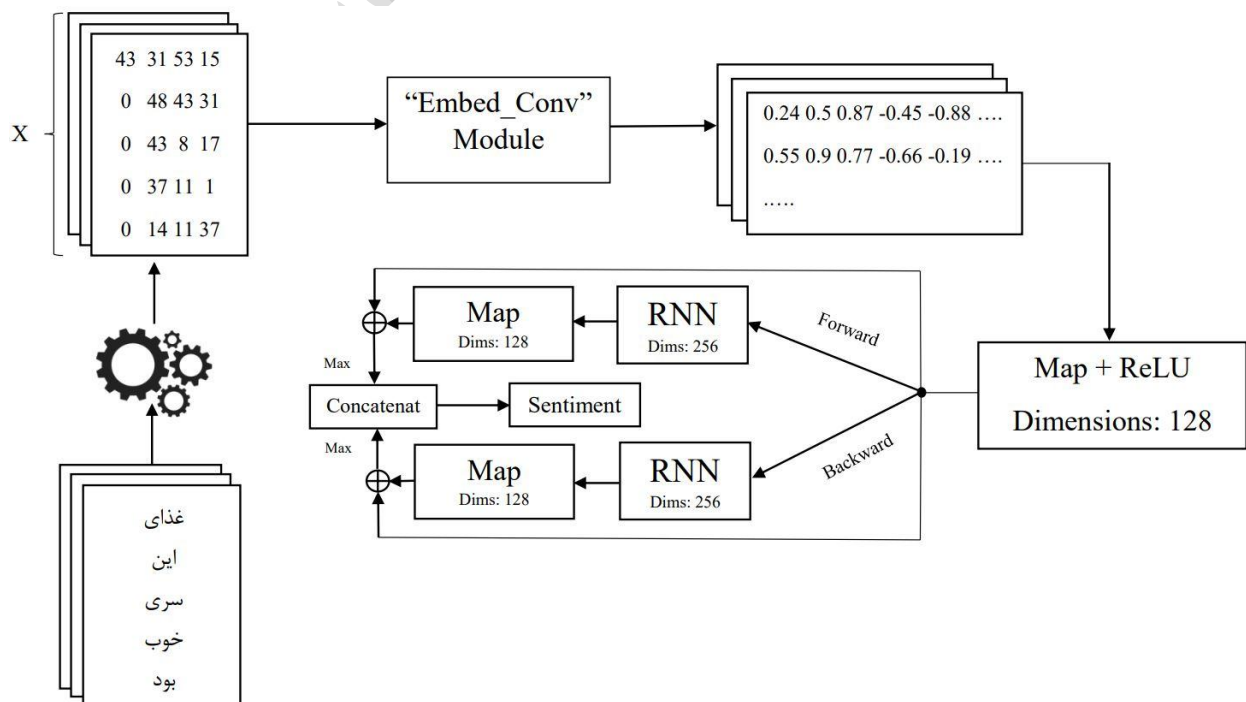 X
43 31 53 15
0 48 43 31
0 43 8 17
0 37 11 1
0 14 11 37
“Embed_Conv”
Module
0.24 0.5 0.87 -0.45 -0.88 ….
0.55 0.9 0.77 -0.66 -0.19 ….
…..
Map
Dims: 128
RNN
Dims: 256
Forward
Map + ReLU
Dimensions: 128
Max
Concatenat
Sentiment
Max
Map
Dims: 128
RNN
Dims: 256
Backward
غذای
این
سری
خوب
بود